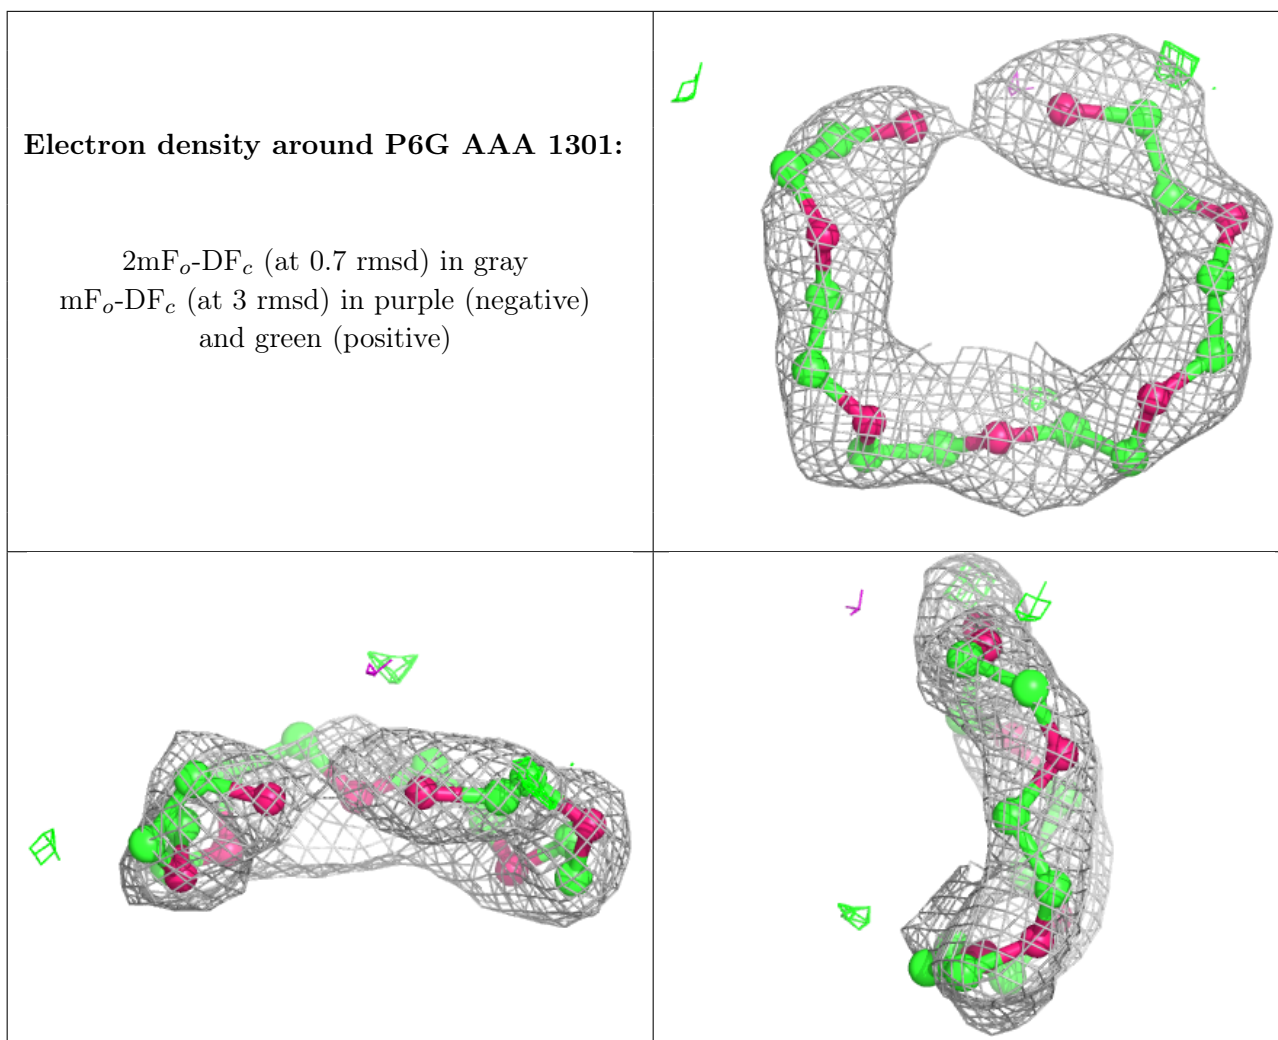 Electron density around P6G AAA 1301:
2mFo-DFc (at 0.7 rmsd) in gray
mFo-DFc (at 3 rmsd) in purple (negative)
and green (positive)